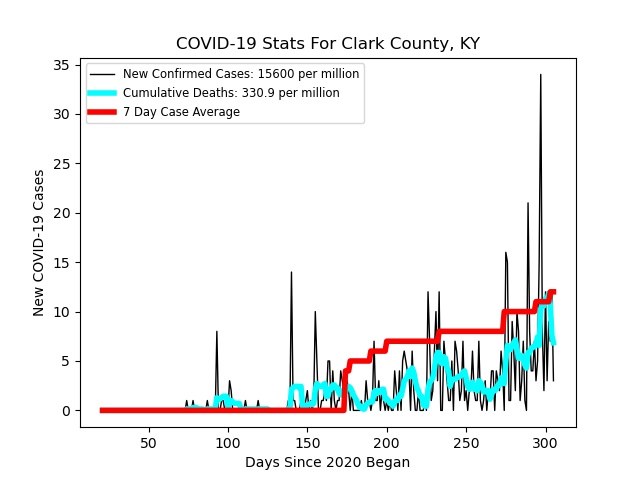 COVID-19 Stats For Clark County, KY
New Confirmed Cases: 15600 per million
Cumulative Deaths: 330.9 per million
7 Day Case Average
35
30
25
20
15
10
5
0
New COVID-19 Cases
50 100 150 200 250 300
Days Since 2020 Began